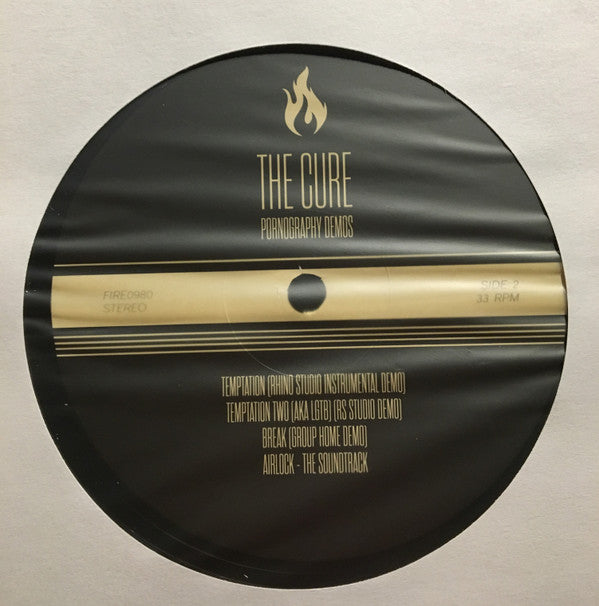 THE CURE
PORNOGRAPHY DEMOS
FIRE0980
STEREO
SIDE 2
33 RPM
TEMPTATION (RHINO STUDIO INSTRUMENTAL DEMO)
TEMPTATION TWO (AKA LGTB) (RS STUDIO DEMO)
BREAK (GROUP HOME DEMO)
AIRLOCK - THE SOUNDTRACK